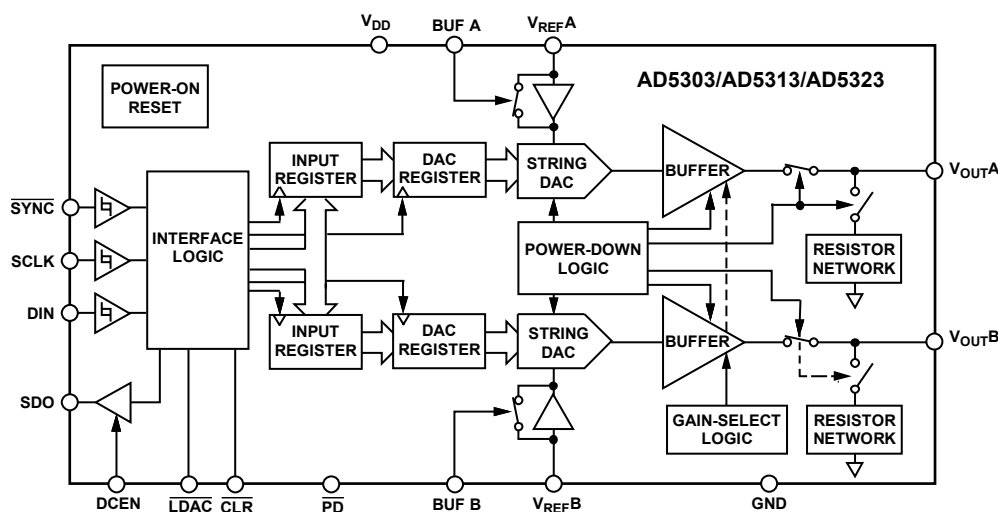 VDD
BUF A
VREFA
POWER-ON
RESET
AD5303/AD5313/AD5323
INPUT
REGISTER
DAC
REGISTER
STRING
DAC
BUFFER
VOUTA
SYNC
SCLK
DIN
INTERFACE
LOGIC
POWER-DOWN
LOGIC
RESISTOR
NETWORK
INPUT
REGISTER
DAC
REGISTER
STRING
DAC
BUFFER
VOUTB
SDO
GAIN-SELECT
LOGIC
RESISTOR
NETWORK
DCEN
LDAC
CLR
PD
BUF B
VREFB
GND